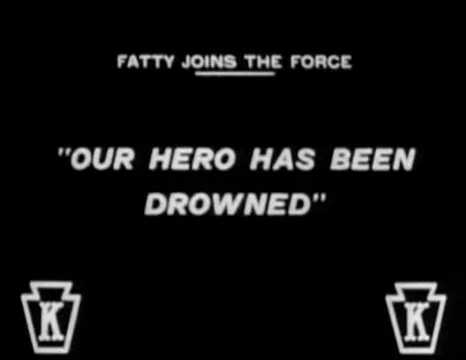 FATTY JOINS THE FORCE
"OUR HERO HAS BEEN
DROWNED"
K K